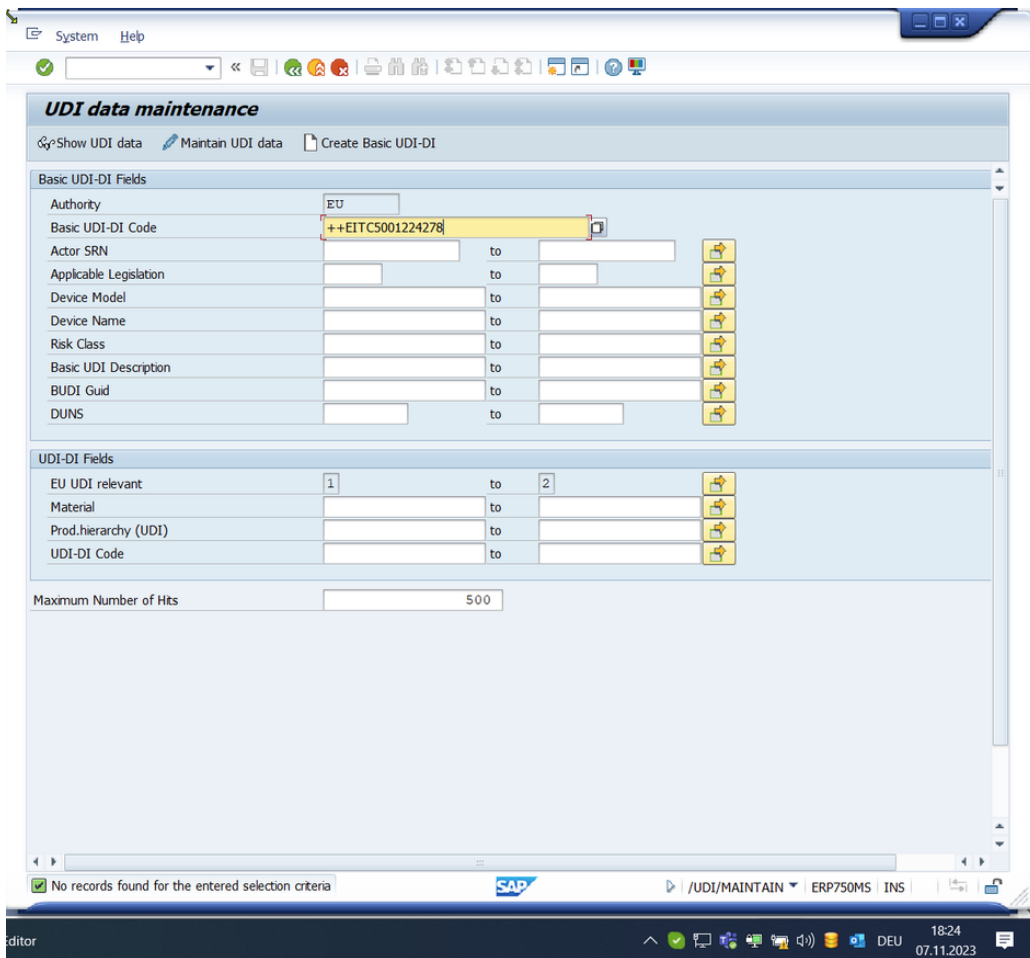 System Help
UDI data maintenance
Show UDI data Maintain UDI data Create Basic UDI-DI
Basic UDI-DI Fields
Authority EU
Basic UDI-DI Code ++EITC5001224278
Actor SRN to
Applicable Legislation to
Device Model to
Device Name to
Risk Class to
Basic UDI Description to
BUDI Guid to
DUNS to
UDI-DI Fields
EU UDI relevant 1 to 2
Material to
Prod.hierarchy (UDI) to
UDI-DI Code to
Maximum Number of Hits 500
No records found for the entered selection criteria SAP /UDI/MAINTAIN ERP750MS INS
Editor DEU 18:24
07.11.2023